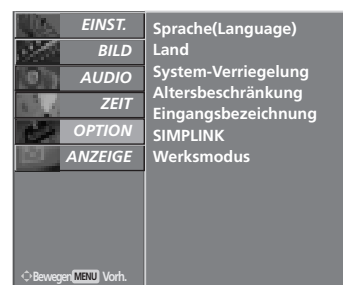 EINST.
BILD
AUDIO
ZEIT
OPTION
ANZEIGE
Sprache(Language)
Land
System-Verriegelung
Altersbeschränkung
Eingangsbezeichnung
SIMPLINK
Werksmodus
Bewegen MENU Vorh.